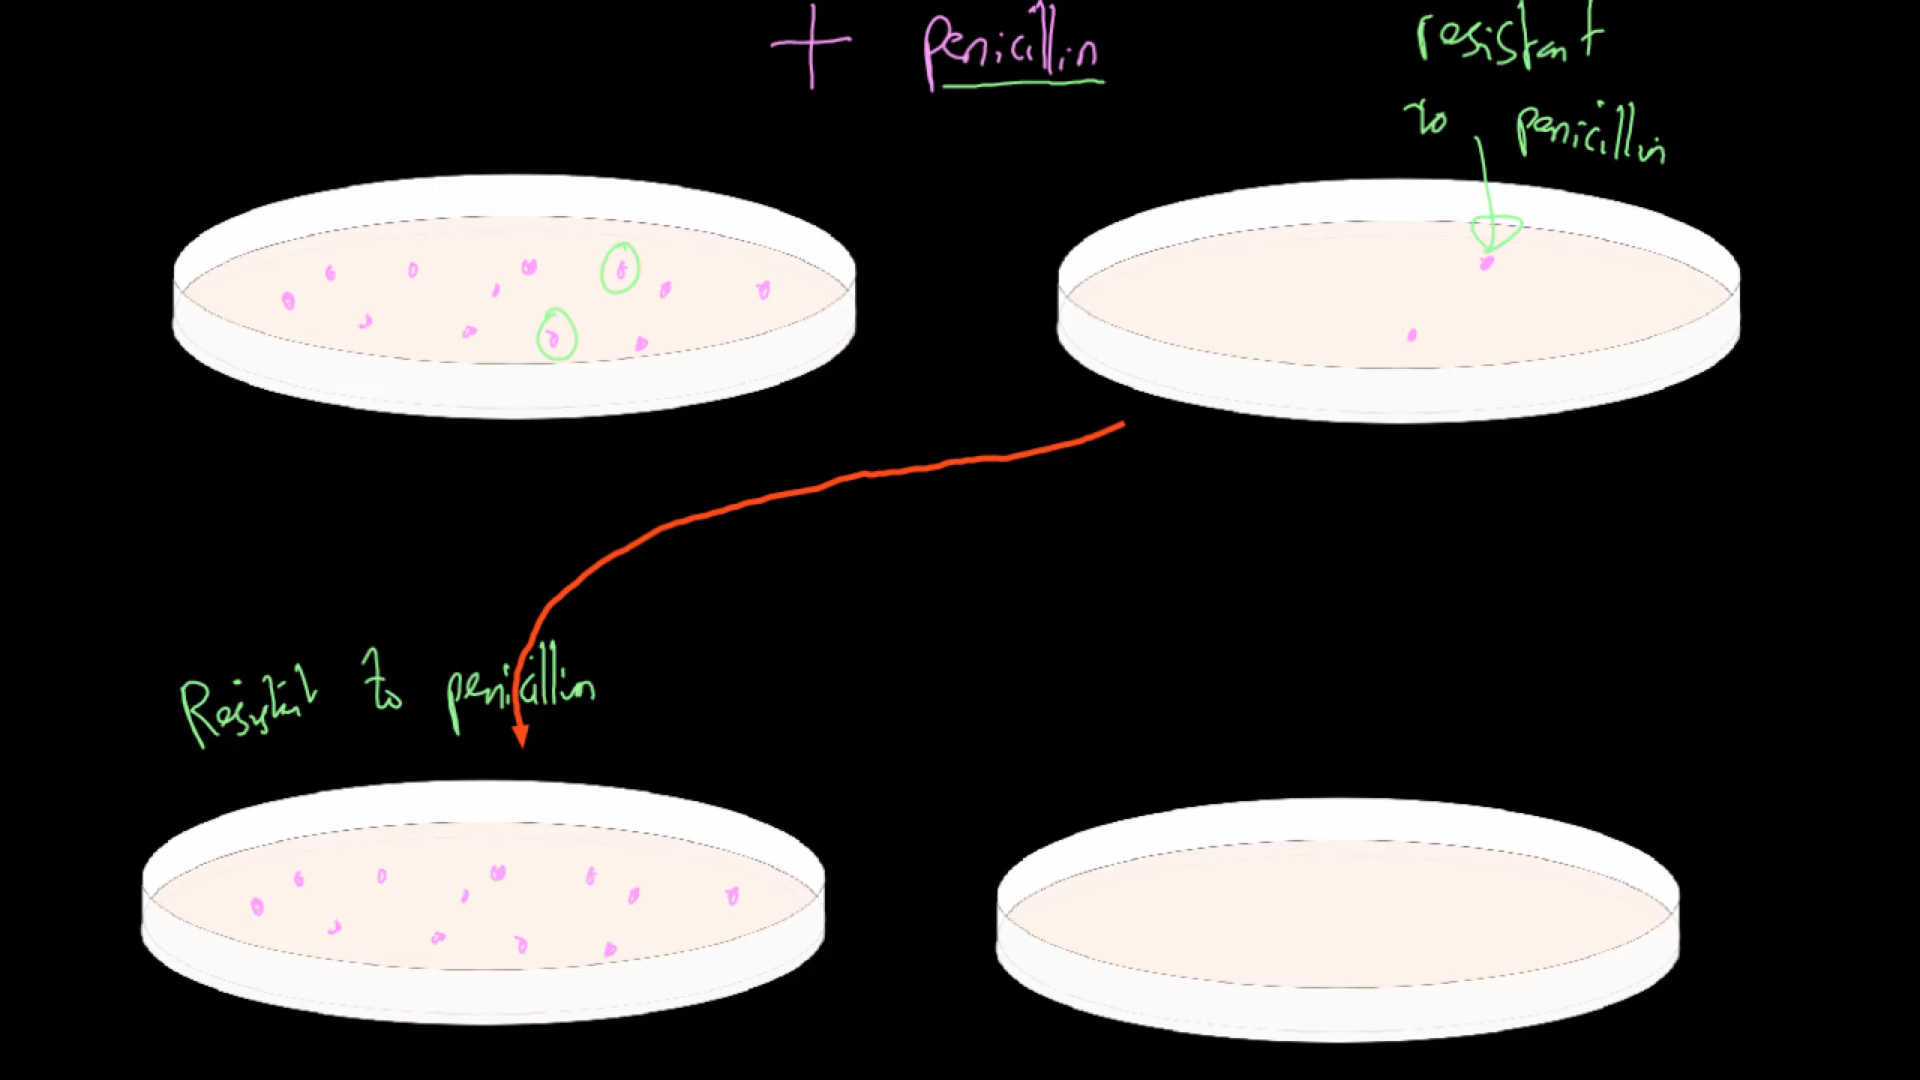 + penicillin
resistant
to penicillin
Resistant to penicillin